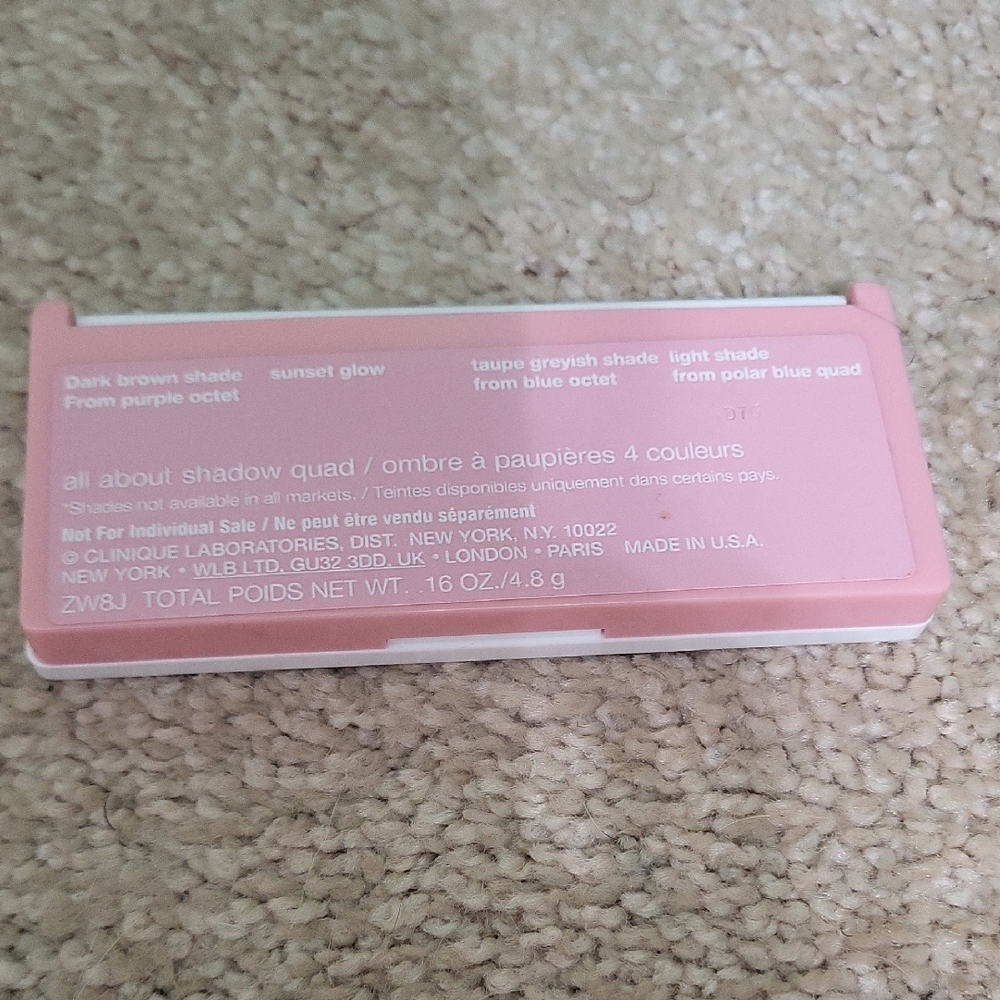 Dark brown shade
From purple octet
sunset glow
taupe greyish shade
from blue octet
light shade
from polar blue quad
all about shadow quad / ombre à paupières 4 couleurs
*Shades not available in all markets. / Teintes disponibles uniquement dans certains pays.
Not For Individual Sale / Ne peut être vendu séparément
© CLINIQUE LABORATORIES, DIST. NEW YORK, N.Y. 10022
NEW YORK • WLB LTD. GU32 3DD. UK • LONDON • PARIS MADE IN U.S.A.
ZW8J TOTAL POIDS NET WT. .16 OZ./4.8 g